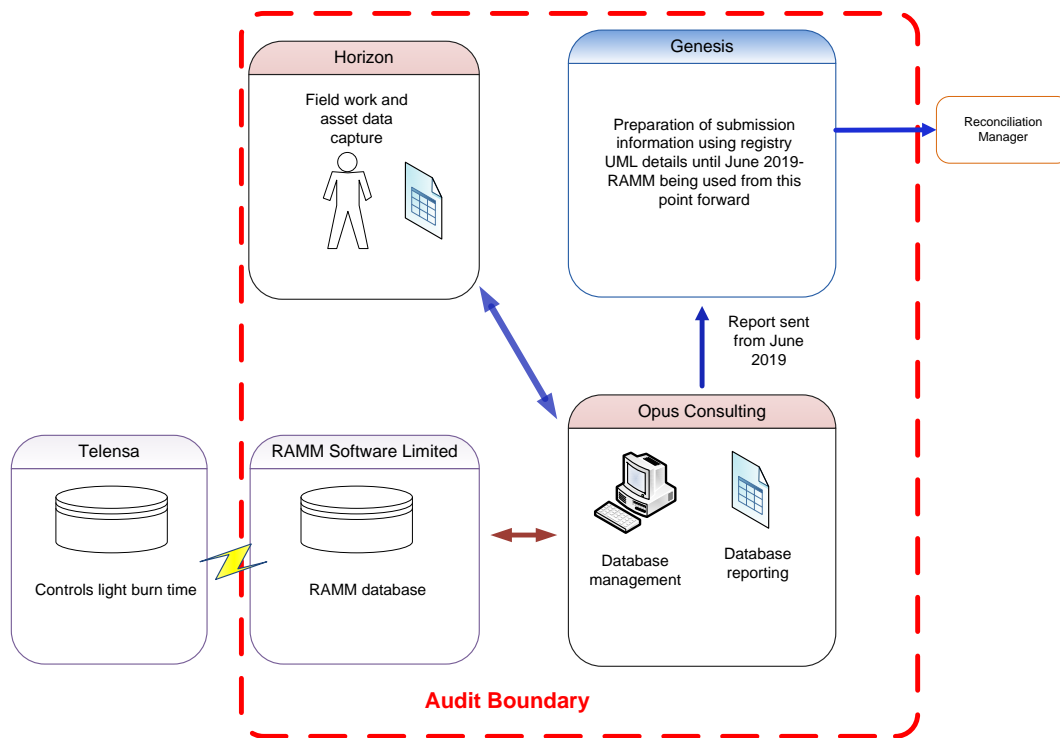 Horizon
Field work and
asset data
capture
Genesis
Preparation of submission
information using registry
UML details until June 2019-
RAMM being used from this
point forward
Reconciliation
Manager
Report sent
from June
2019
Telensa
Controls light burn time
RAMM Software Limited
RAMM database
Opus Consulting
Database
management
Database
reporting
Audit Boundary